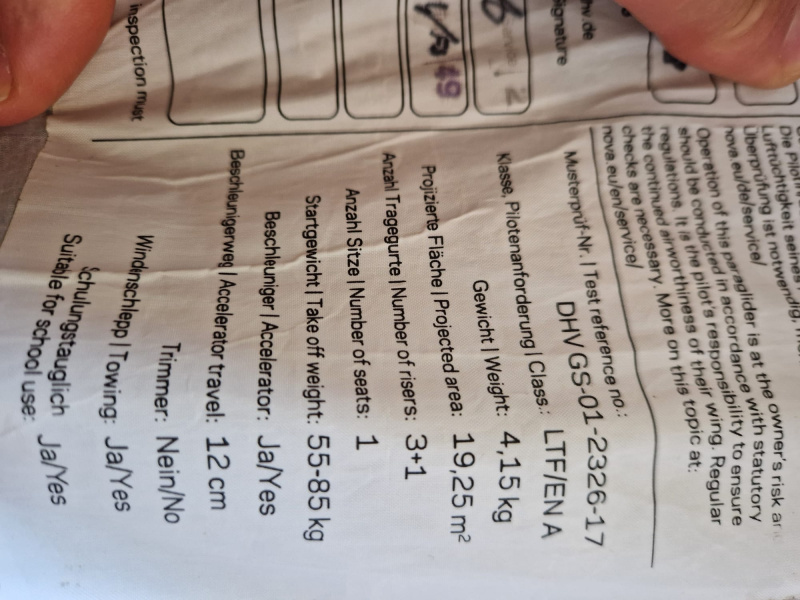 Die Pilotin
Lufttüchtigkeit seines
Überprüfung ist notwendig.
nova.eu/de/service/
Operation of this paraglider is at the owner's risk and
should be conducted in accordance with statutory
regulations. It is the pilot's responsibility to ensure
the continued airworthiness of their wing. Regular
checks are necessary. More on this topic at:
nova.eu/en/service/
Musterprüf-Nr. | Test reference no.:
DHV GS-01-2326-17
Klasse, Pilotenanforderung | Class.: LTF/EN A
Gewicht | Weight: 4,15 kg
Projizierte Fläche | Projected area: 19,25 m²
Anzahl Tragegurte | Number of risers: 3+1
Anzahl Sitze | Number of seats: 1
Startgewicht | Take off weight: 55-85 kg
Beschleuniger | Accelerator: Ja/Yes
Beschleunigerweg | Accelerator travel: 12 cm
Trimmer: Nein/No
Windenschlepp | Towing: Ja/Yes
Schulungstauglich
Suitable for school use: Ja/Yes
hv.de
signature
inspection must